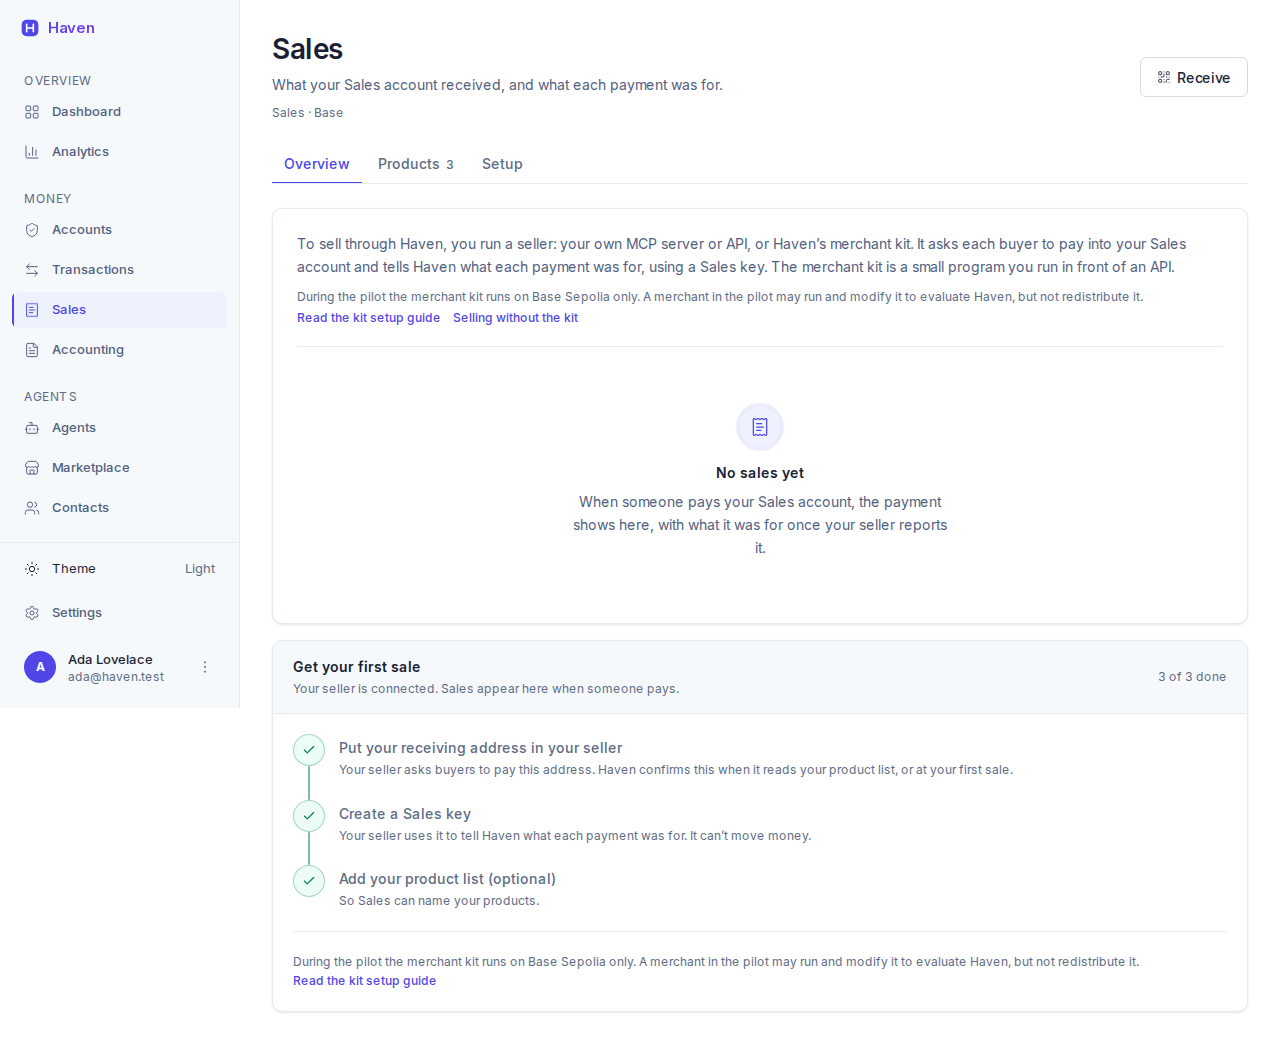 Haven
OVERVIEW
Dashboard
Analytics
MONEY
Accounts
Transactions
Sales
Accounting
AGENTS
Agents
Marketplace
Contacts
Theme Light
Settings
A
Ada Lovelace
ada@haven.test
Sales
What your Sales account received, and what each payment was for.
Sales · Base
Receive
Overview Products 3 Setup
To sell through Haven, you run a seller: your own MCP server or API, or Haven’s merchant kit. It asks each buyer to pay into your Sales
account and tells Haven what each payment was for, using a Sales key. The merchant kit is a small program you run in front of an API.
During the pilot the merchant kit runs on Base Sepolia only. A merchant in the pilot may run and modify it to evaluate Haven, but not redistribute it.
Read the kit setup guide Selling without the kit
No sales yet
When someone pays your Sales account, the payment
shows here, with what it was for once your seller reports
it.
Get your first sale
Your seller is connected. Sales appear here when someone pays.
3 of 3 done
Put your receiving address in your seller
Your seller asks buyers to pay this address. Haven confirms this when it reads your product list, or at your first sale.
Create a Sales key
Your seller uses it to tell Haven what each payment was for. It can’t move money.
Add your product list (optional)
So Sales can name your products.
During the pilot the merchant kit runs on Base Sepolia only. A merchant in the pilot may run and modify it to evaluate Haven, but not redistribute it.
Read the kit setup guide